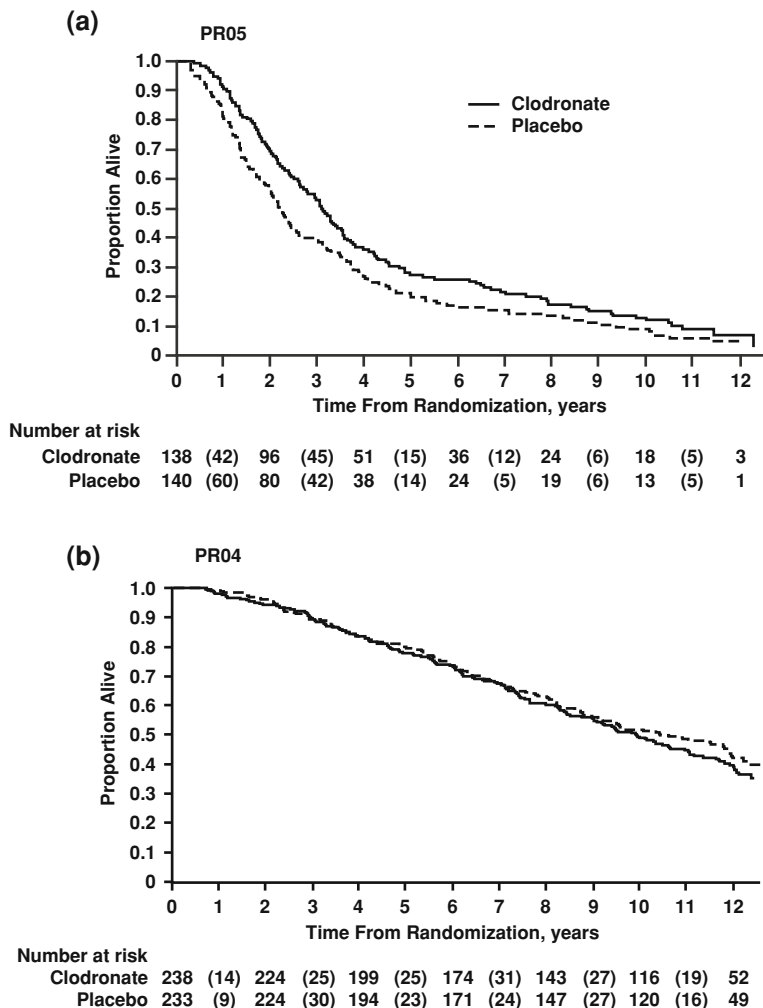 (a)
PR05
1.0
0.9
0.8
0.7
0.6
0.5
0.4
0.3
0.2
0.1
0
Proportion Alive
Clodronate
Placebo
0 1 2 3 4 5 6 7 8 9 10 11 12
Time From Randomization, years
Number at risk
Clodronate 138 (42) 96 (45) 51 (15) 36 (12) 24 (6) 18 (5) 3
Placebo 140 (60) 80 (42) 38 (14) 24 (5) 19 (6) 13 (5) 1
(b)
PR04
1.0
0.9
0.8
0.7
0.6
0.5
0.4
0.3
0.2
0.1
0
Proportion Alive
0 1 2 3 4 5 6 7 8 9 10 11 12
Time From Randomization, years
Number at risk
Clodronate 238 (14) 224 (25) 199 (25) 174 (31) 143 (27) 116 (19) 52
Placebo 233 (9) 224 (30) 194 (23) 171 (24) 147 (27) 120 (16) 49